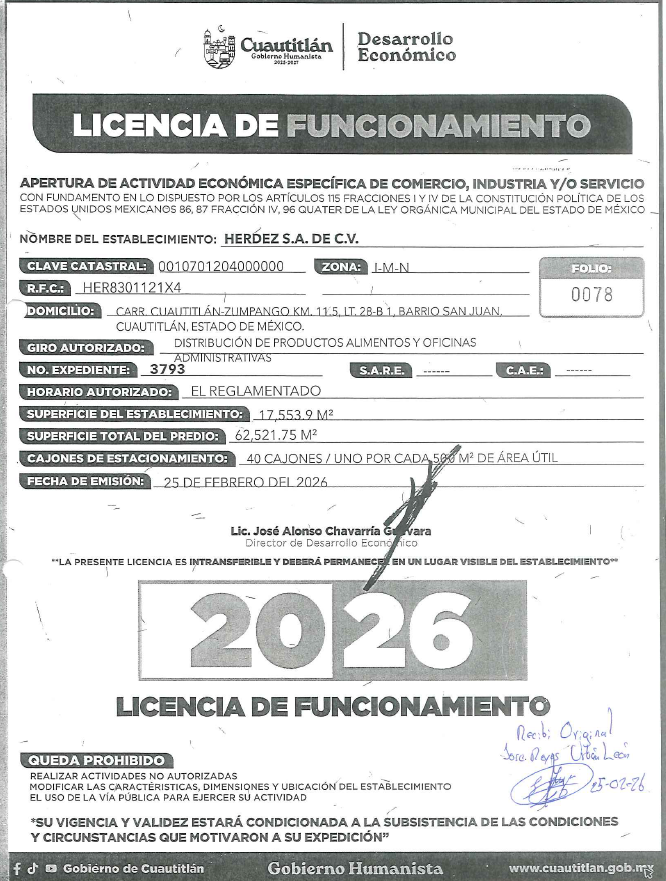 Cuautitlán
Gobierno Humanista
2025-2027
Desarrollo
Económico
LICENCIA DE FUNCIONAMIENTO
APERTURA DE ACTIVIDAD ECONÓMICA ESPECÍFICA DE COMERCIO, INDUSTRIA Y/O SERVICIO
CON FUNDAMENTO EN LO DISPUESTO POR LOS ARTÍCULOS 115 FRACCIONES I Y IV DE LA CONSTITUCIÓN POLÍTICA DE LOS
ESTADOS UNIDOS MEXICANOS 86, 87 FRACCIÓN IV, 96 QUATER DE LA LEY ORGÁNICA MUNICIPAL DEL ESTADO DE MÉXICO
NOMBRE DEL ESTABLECIMIENTO: HERDEZ S.A. DE C.V.
CLAVE CATASTRAL: 0010701204000000 ZONA: I-M-N
FOLIO:
0078
R.F.C.: HER8301121X4
DOMICILIO: CARR. CUAUTITLÁN-ZUMPANGO KM. 11.5, LT. 28-B 1, BARRIO SAN JUAN,
CUAUTITLÁN, ESTADO DE MÉXICO.
GIRO AUTORIZADO: DISTRIBUCIÓN DE PRODUCTOS ALIMENTOS Y OFICINAS
ADMINISTRATIVAS
NO. EXPEDIENTE: 3793 S.A.R.E.: ------ C.A.E.: ------
HORARIO AUTORIZADO: EL REGLAMENTADO
SUPERFICIE DEL ESTABLECIMIENTO: 17,553.9 M²
SUPERFICIE TOTAL DEL PREDIO: 62,521.75 M²
CAJONES DE ESTACIONAMIENTO: 40 CAJONES / UNO POR CADA 500 M² DE ÁREA ÚTIL
FECHA DE EMISIÓN: 25 DE FEBRERO DEL 2026
Lic. José Alonso Chavarría Guevara
Director de Desarrollo Económico
"LA PRESENTE LICENCIA ES INTRANSFERIBLE Y DEBERÁ PERMANECER EN UN LUGAR VISIBLE DEL ESTABLECIMIENTO"
2026
LICENCIA DE FUNCIONAMIENTO
Recibi Original
Jose Reyes Urbán León
25-02-26
QUEDA PROHIBIDO
REALIZAR ACTIVIDADES NO AUTORIZADAS
MODIFICAR LAS CARACTERÍSTICAS, DIMENSIONES Y UBICACIÓN DEL ESTABLECIMIENTO
EL USO DE LA VÍA PÚBLICA PARA EJERCER SU ACTIVIDAD
"SU VIGENCIA Y VALIDEZ ESTARÁ CONDICIONADA A LA SUBSISTENCIA DE LAS CONDICIONES
Y CIRCUNSTANCIAS QUE MOTIVARON A SU EXPEDICIÓN"
Gobierno de Cuautitlán
Gobierno Humanista
www.cuautitlan.gob.mx